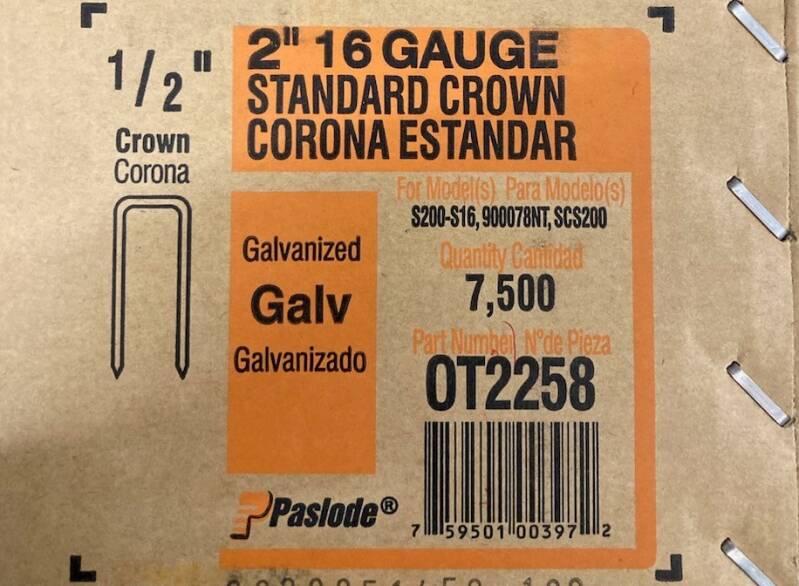 1/2"
Crown
Corona
2" 16 GAUGE
STANDARD CROWN
CORONA ESTANDAR
For Model(s) Para Modelo(s)
S200-S16, 900078NT, SCS200
Quantity Cantidad
7,500
Part Number Nº de Pieza
OT2258
Galvanized
Galv
Galvanizado
Paslode®
7 59501 00397 2